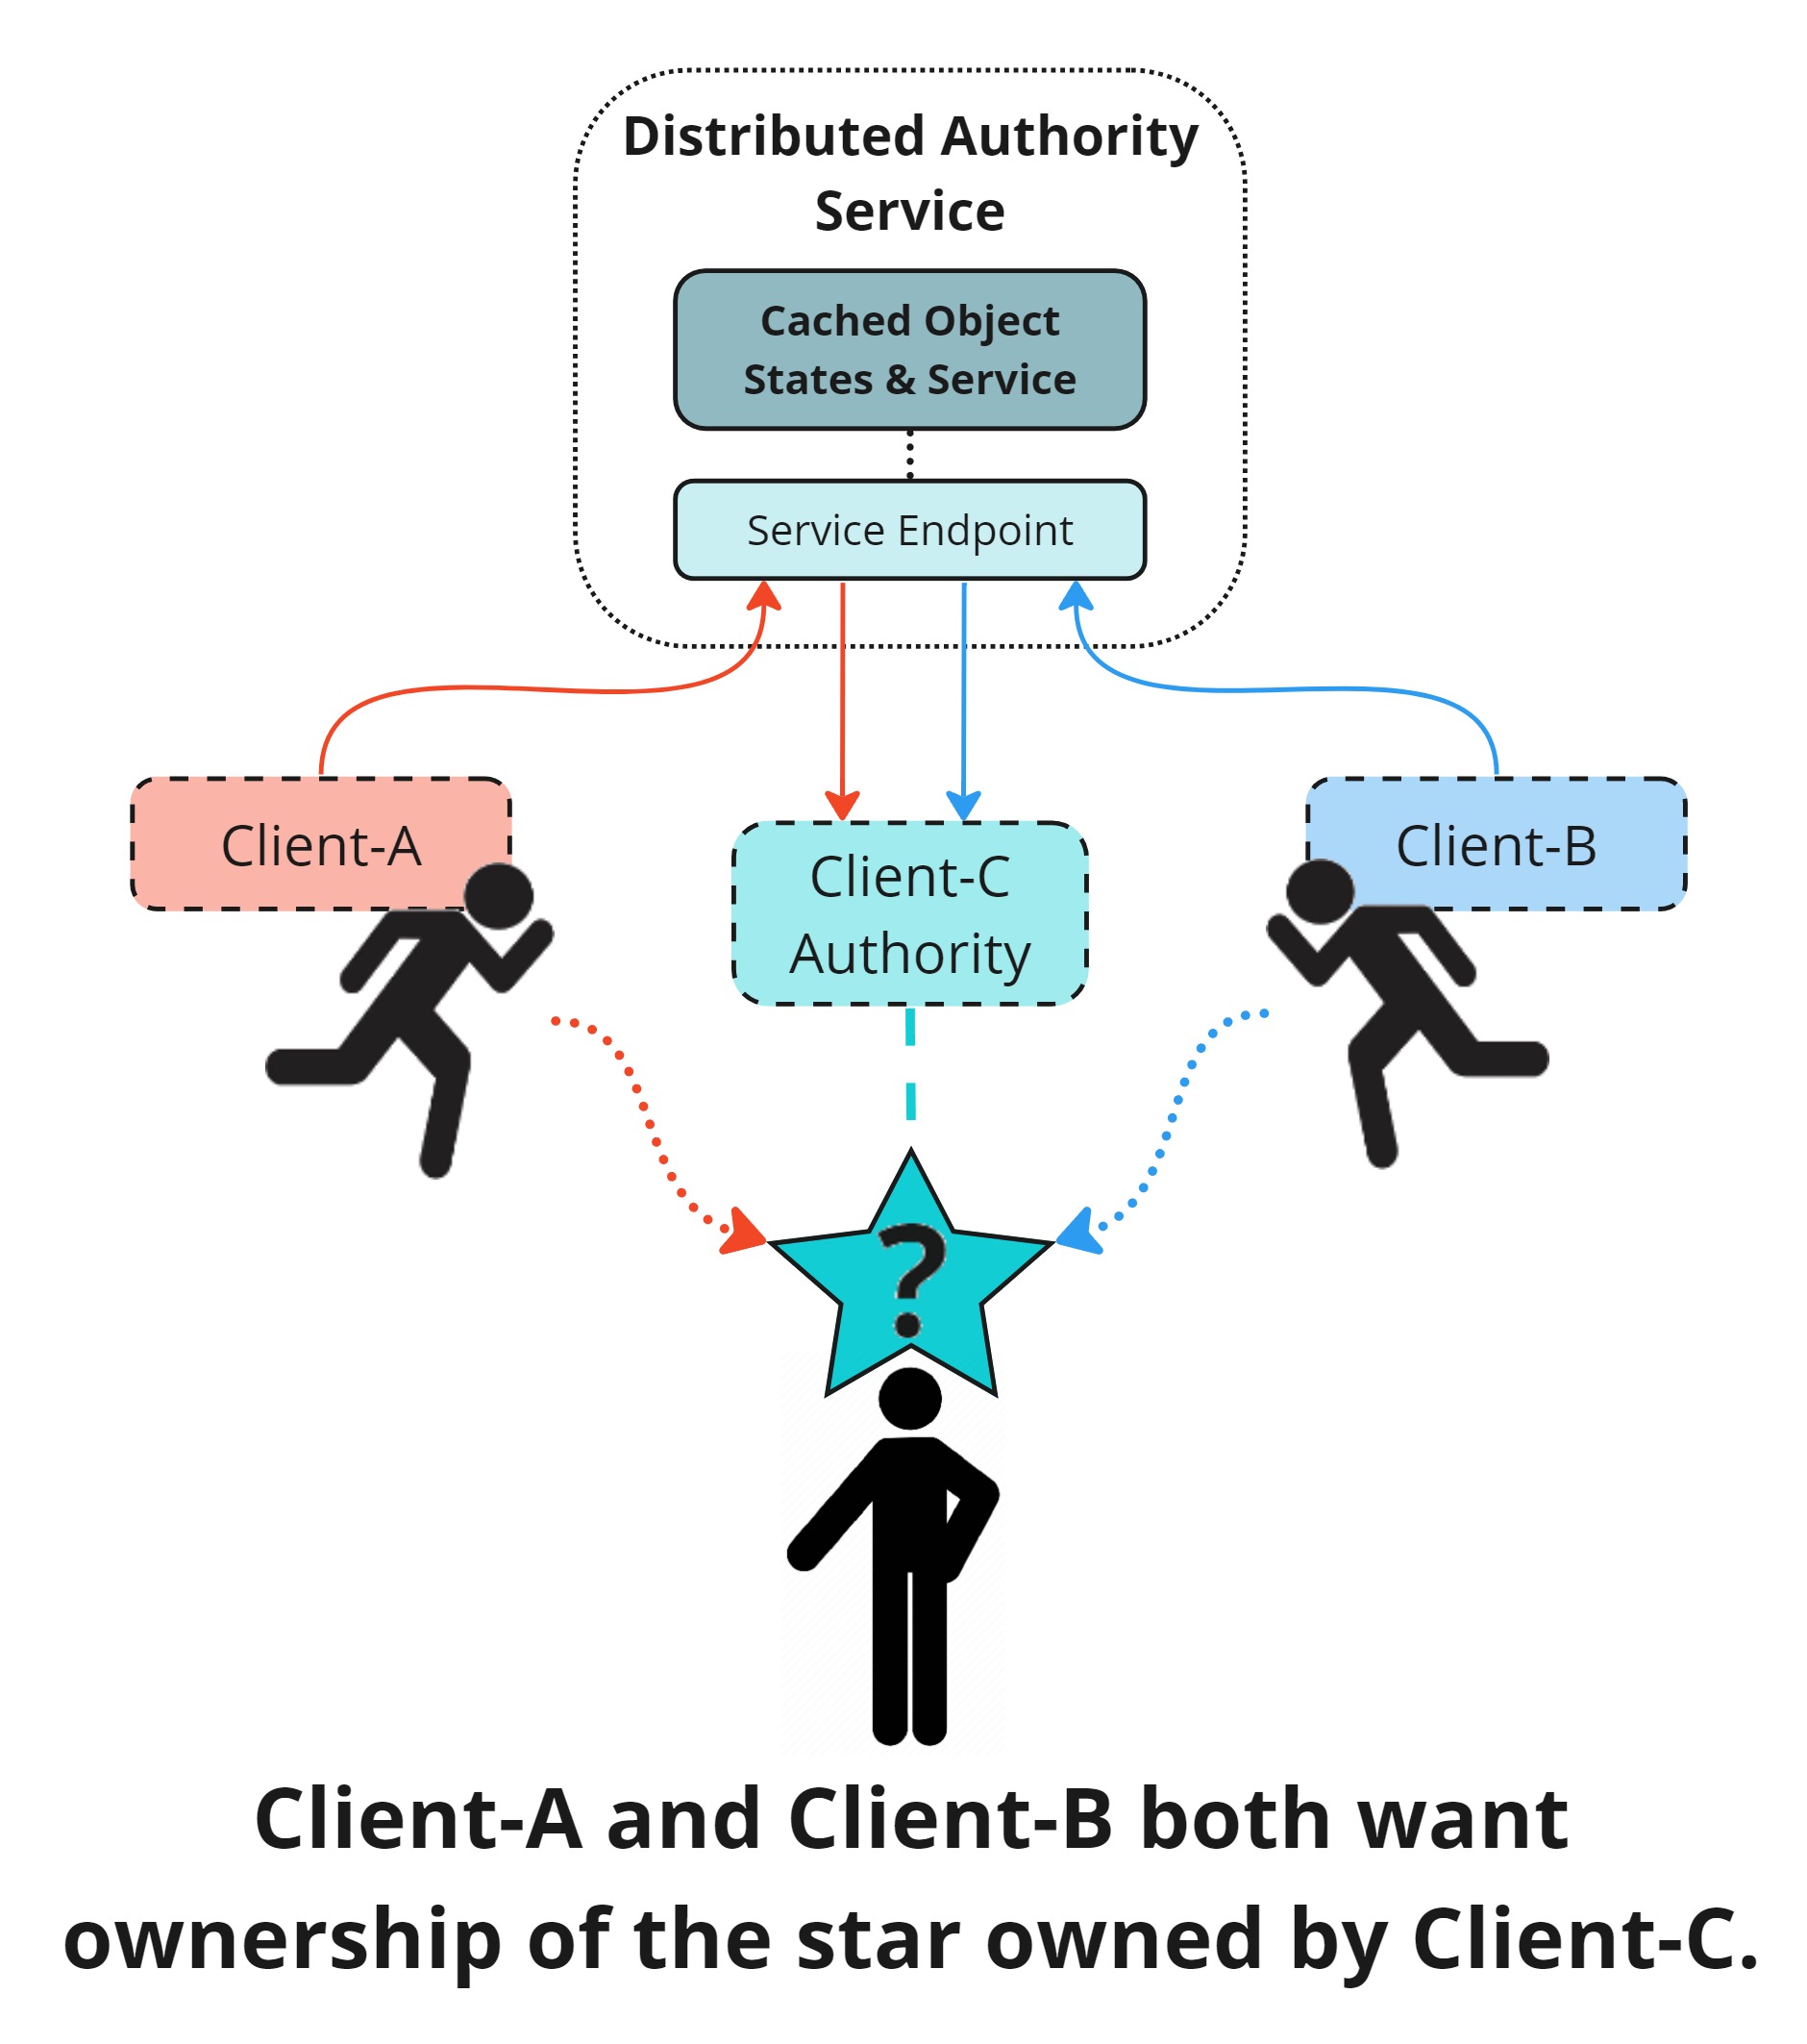 Distributed Authority
Service
Cached Object
States & Service
Service Endpoint
Client-A
Client-C
Authority
Client-B
?
Client-A and Client-B both want
ownership of the star owned by Client-C.